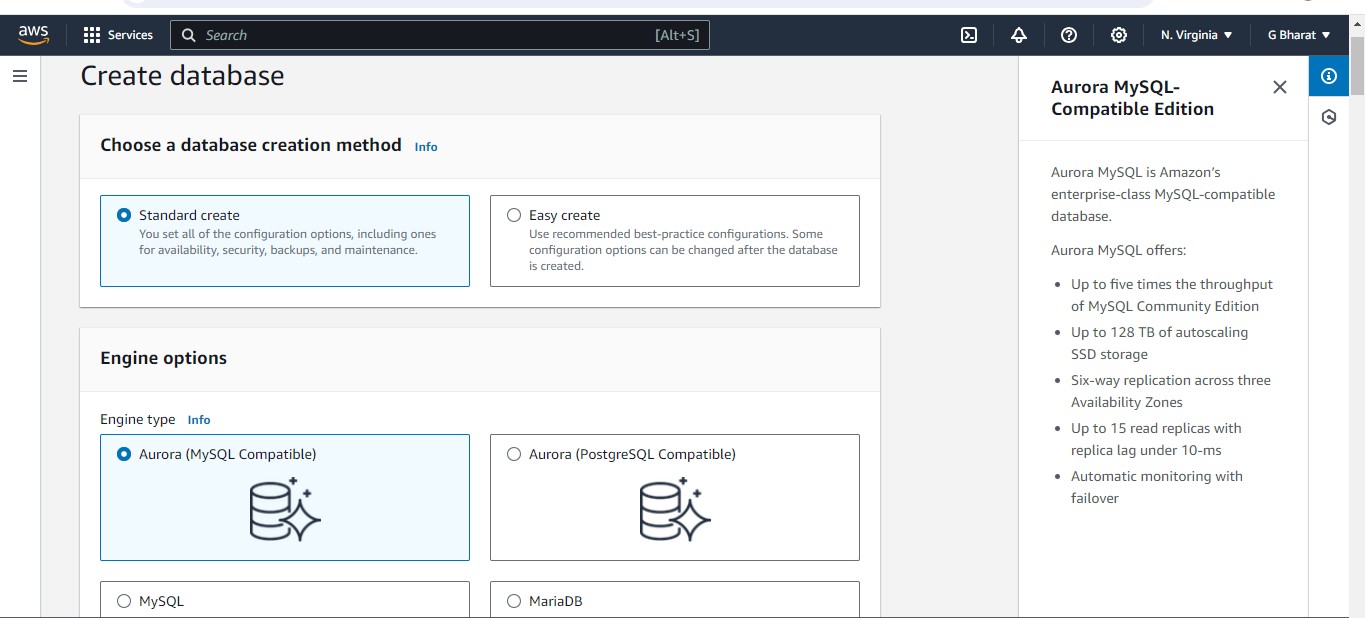 aws
Services
Search
[Alt+S]
N. Virginia
G Bharat
Create database
Choose a database creation method Info
Standard create
You set all of the configuration options, including ones
for availability, security, backups, and maintenance.
Easy create
Use recommended best-practice configurations. Some
configuration options can be changed after the database
is created.
Engine options
Engine type Info
Aurora (MySQL Compatible)
Aurora (PostgreSQL Compatible)
MySQL
MariaDB
Aurora MySQL-
Compatible Edition
Aurora MySQL is Amazon's
enterprise-class MySQL-compatible
database.
Aurora MySQL offers:
• Up to five times the throughput
of MySQL Community Edition
• Up to 128 TB of autoscaling
SSD storage
• Six-way replication across three
Availability Zones
• Up to 15 read replicas with
replica lag under 10-ms
• Automatic monitoring with
failover